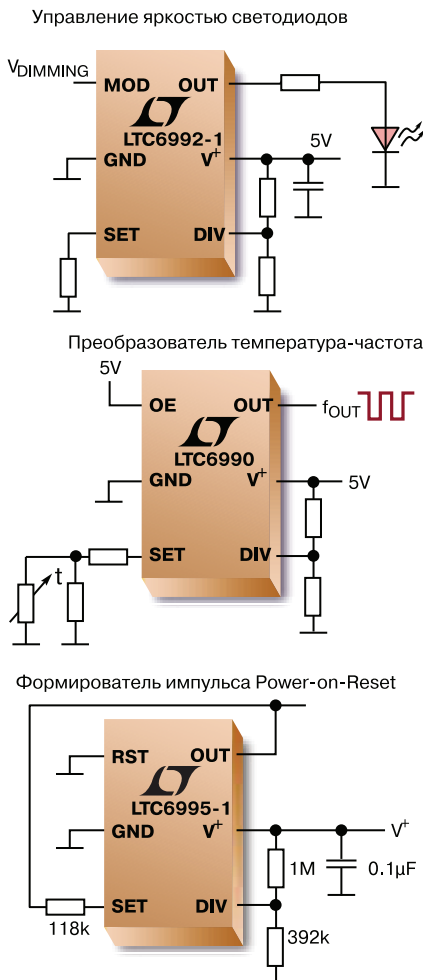 Управление яркостью светодиодов
VDIMMING
MOD OUT
LTC6992-1
5V
GND V+
SET DIV
Преобразователь температура-частота
5V
OE OUT fOUT
LTC6990
GND V+ 5V
SET DIV
t
Формирователь импульса Power-on-Reset
RST OUT
LTC6995-1
GND V+ V+
1M 0.1µF
SET DIV
118k 392k